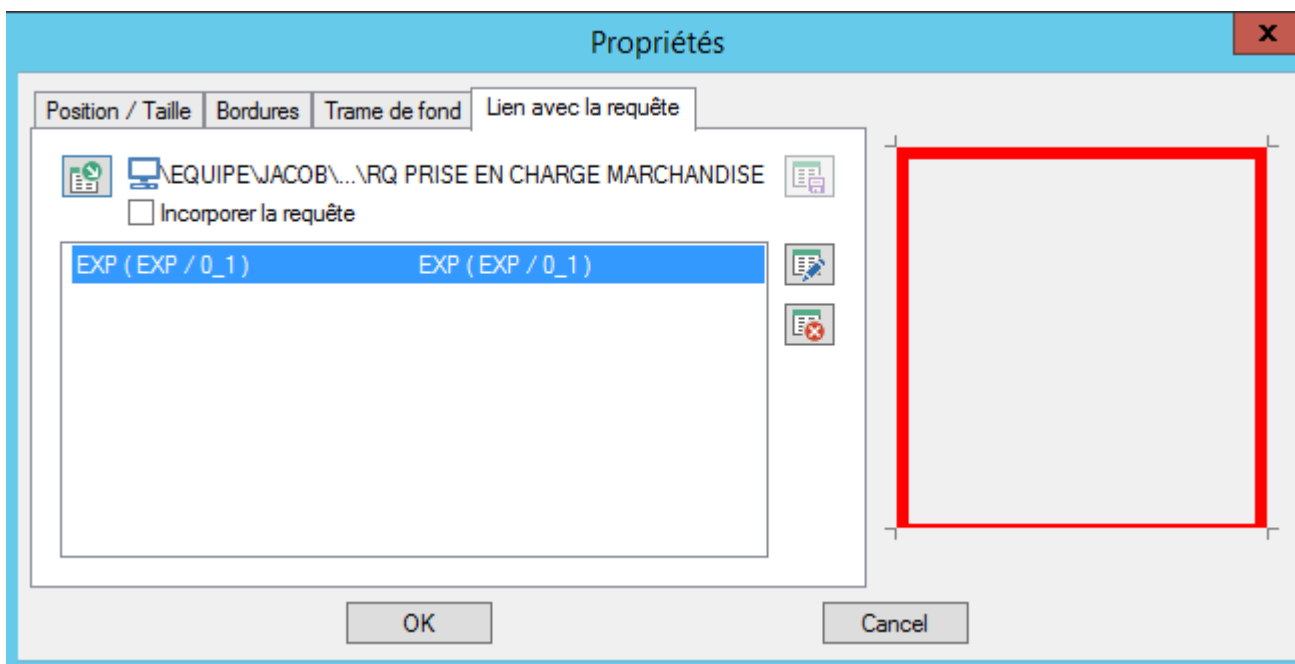 Propriétés
x
Position / Taille Bordures Trame de fond Lien avec la requête
\EQUIPE\JACOB\...\RQ PRISE EN CHARGE MARCHANDISE
Incorporer la requête
EXP ( EXP / 0_1 ) EXP ( EXP / 0_1 )
OK Cancel